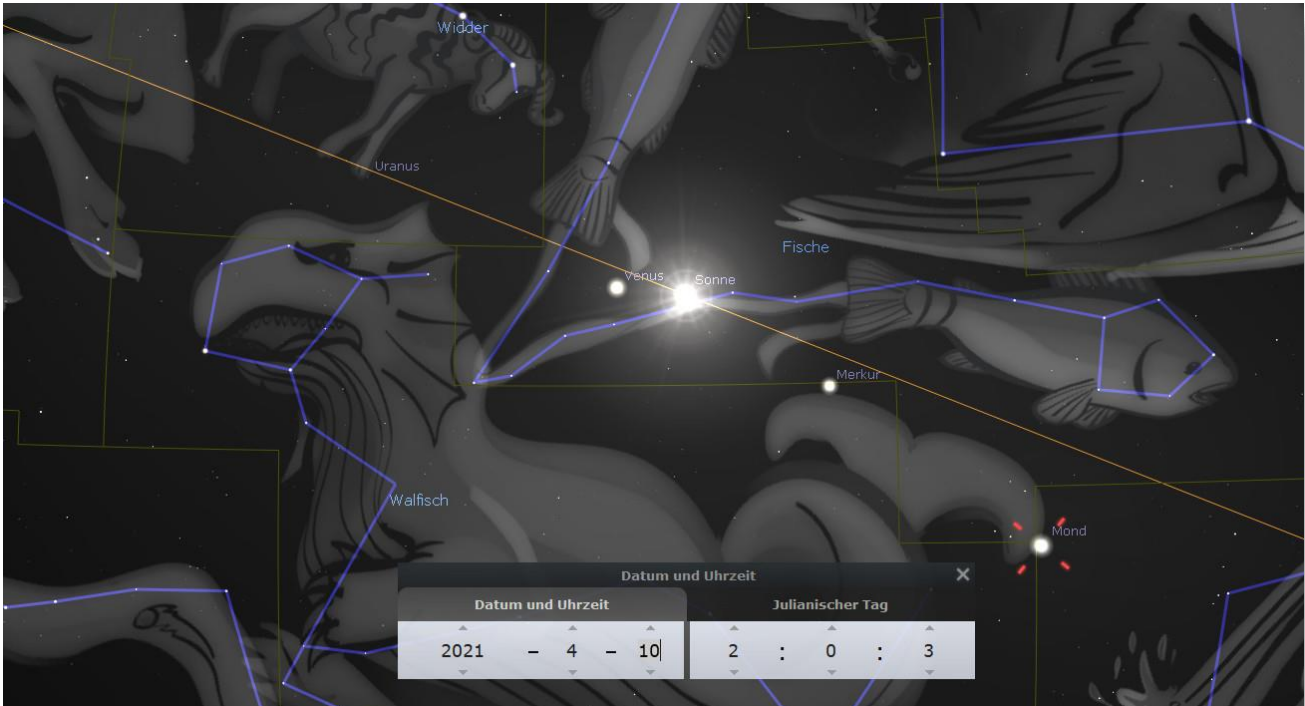 Widder
Uranus
Fische
Venus
Sonne
Merkur
Walfisch
Mond
Datum und Uhrzeit
Datum und Uhrzeit Julianischer Tag
2021 - 4 - 10 2 : 0 : 3